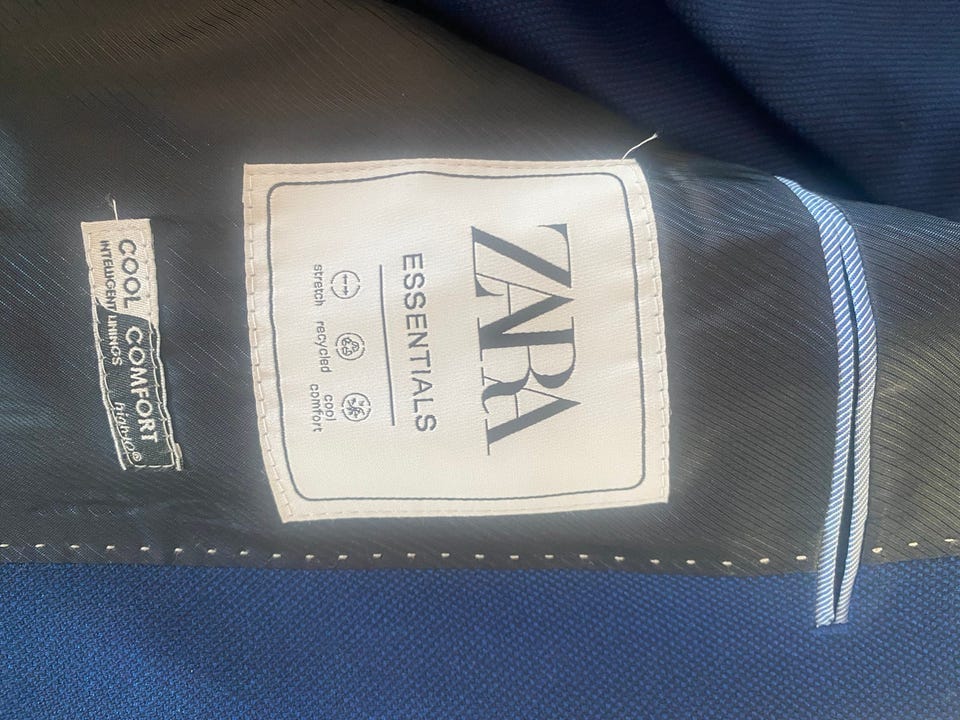 ZARA
ESSENTIALS
stretch
recycled
cool
comfort
COOL COMFORT
INTELLIGENT LININGS